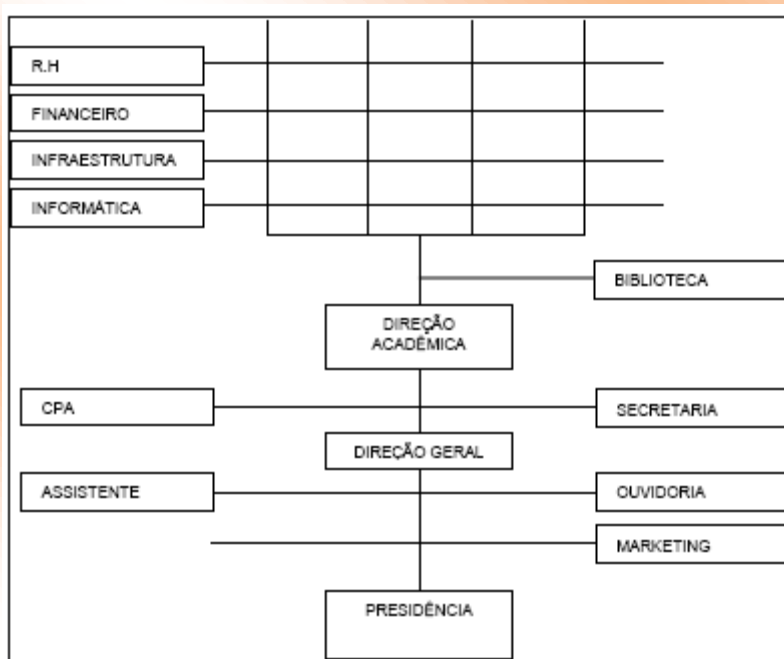 R.H
FINANCEIRO
INFRAESTRUTURA
INFORMÁTICA
BIBLIOTECA
DIREÇÃO
ACADÊMICA
CPA
SECRETARIA
DIREÇÃO GERAL
ASSISTENTE
OUVIDORIA
MARKETING
PRESIDÊNCIA